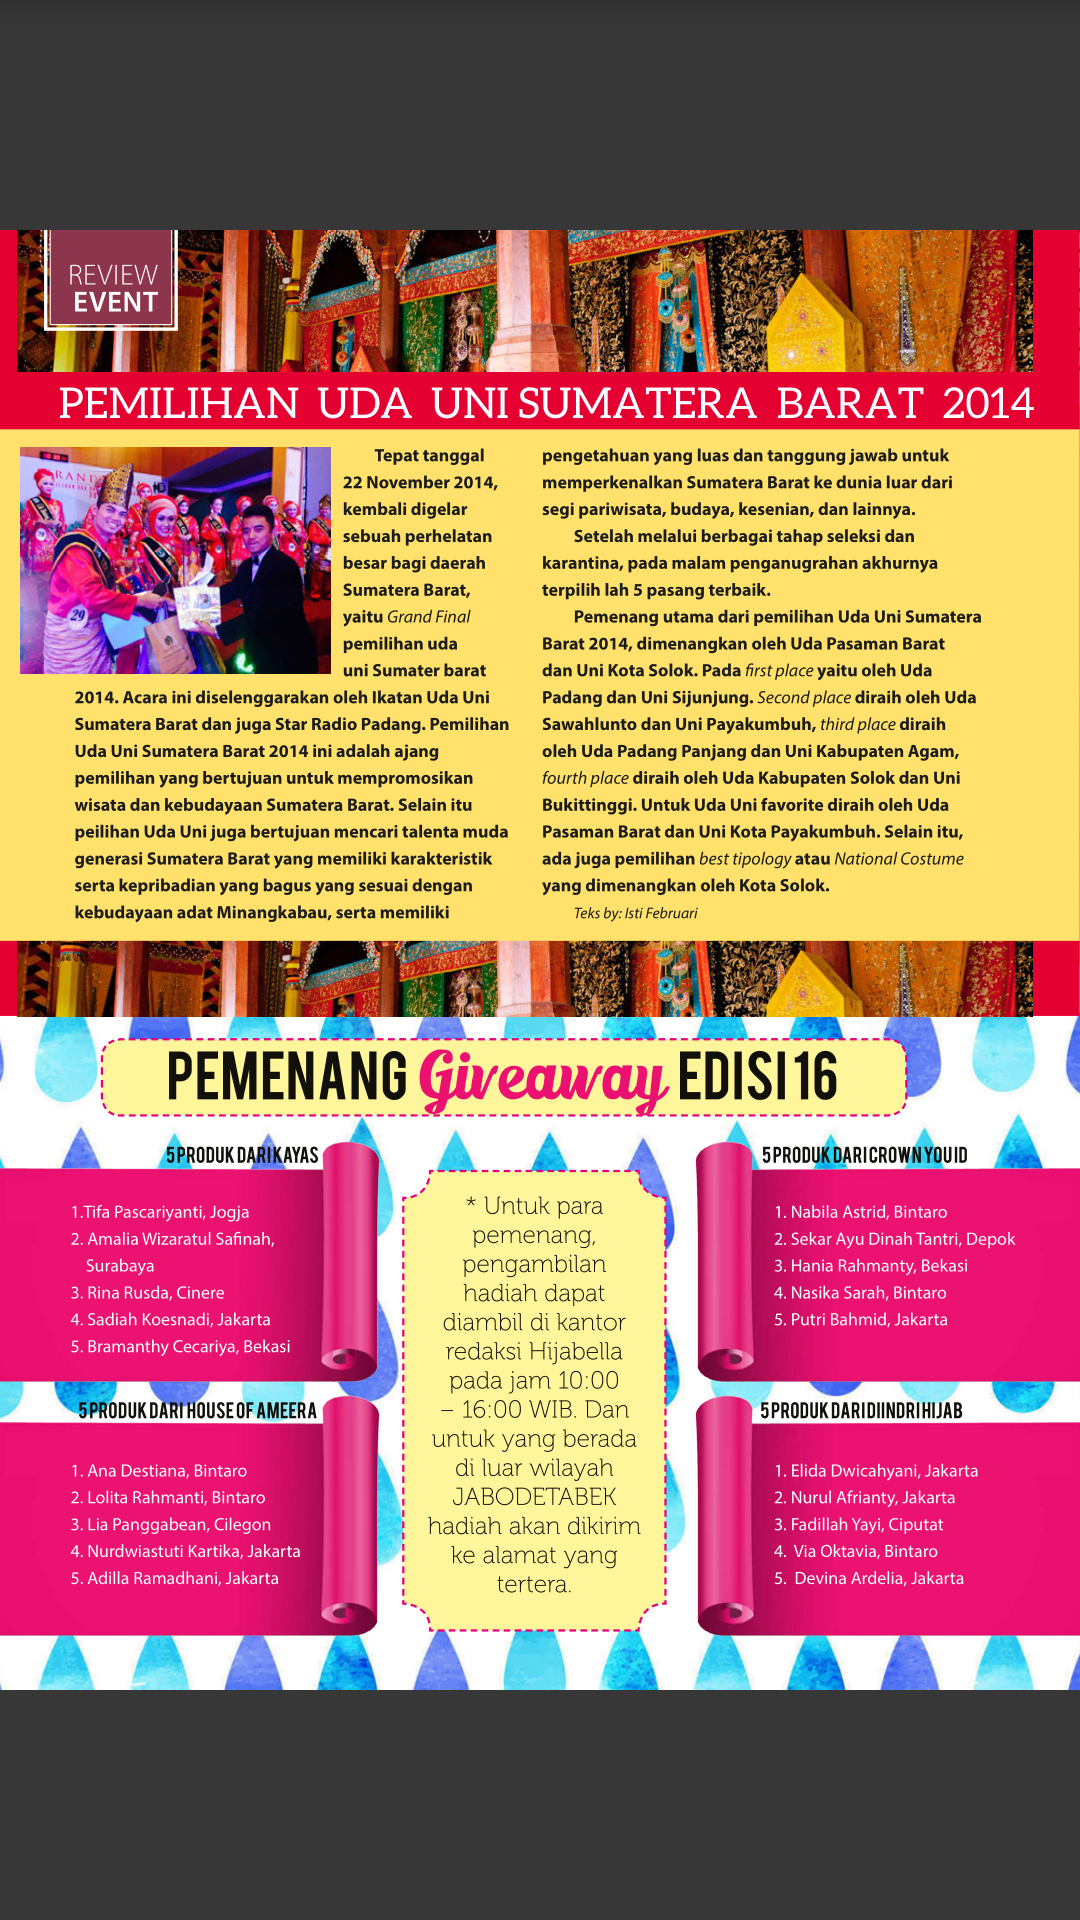 REVIEW
EVENT
PEMILIHAN UDA UNI SUMATERA BARAT 2014
Tepat tanggal
22 November 2014,
kembali digelar
sebuah perhelatan
besar bagi daerah
Sumatera Barat,
yaitu Grand Final
pemilihan uda
uni Sumater barat
2014. Acara ini diselenggarakan oleh Ikatan Uda Uni
Sumatera Barat dan juga Star Radio Padang. Pemilihan
Uda Uni Sumatera Barat 2014 ini adalah ajang
pemilihan yang bertujuan untuk mempromosikan
wisata dan kebudayaan Sumatera Barat. Selain itu
peilihan Uda Uni juga bertujuan mencari talenta muda
generasi Sumatera Barat yang memiliki karakteristik
serta kepribadian yang bagus yang sesuai dengan
kebudayaan adat Minangkabau, serta memiliki
pengetahuan yang luas dan tanggung jawab untuk
memperkenalkan Sumatera Barat ke dunia luar dari
segi pariwisata, budaya, kesenian, dan lainnya.
Setelah melalui berbagai tahap seleksi dan
karantina, pada malam penganugrahan akhurnya
terpilih lah 5 pasang terbaik.
Pemenang utama dari pemilihan Uda Uni Sumatera
Barat 2014, dimenangkan oleh Uda Pasaman Barat
dan Uni Kota Solok. Pada first place yaitu oleh Uda
Padang dan Uni Sijunjung. Second place diraih oleh Uda
Sawahlunto dan Uni Payakumbuh, third place diraih
oleh Uda Padang Panjang dan Uni Kabupaten Agam,
fourth place diraih oleh Uda Kabupaten Solok dan Uni
Bukittinggi. Untuk Uda Uni favorite diraih oleh Uda
Pasaman Barat dan Uni Kota Payakumbuh. Selain itu,
ada juga pemilihan best tipology atau National Costume
yang dimenangkan oleh Kota Solok.
Teks by: Isti Februari
29
PEMENANG Giveaway EDISI 16
5 PRODUK DARI KAYAS
1.Tifa Pascariyanti, Jogja
2. Amalia Wizaratul Safinah,
Surabaya
3. Rina Rusda, Cinere
4. Sadiah Koesnadi, Jakarta
5. Bramanthy Cecariya, Bekasi
5 PRODUK DARI HOUSE OF AMEERA
1. Ana Destiana, Bintaro
2. Lolita Rahmanti, Bintaro
3. Lia Panggabean, Cilegon
4. Nurdwiastuti Kartika, Jakarta
5. Adilla Ramadhani, Jakarta
* Untuk para
pemenang,
pengambilan
hadiah dapat
diambil di kantor
redaksi Hijabella
pada jam 10:00
– 16:00 WIB. Dan
untuk yang berada
di luar wilayah
JABODETABEK
hadiah akan dikirim
ke alamat yang
tertera.
5 PRODUK DARI CROWN YOU ID
1. Nabila Astrid, Bintaro
2. Sekar Ayu Dinah Tantri, Depok
3. Hania Rahmanty, Bekasi
4. Nasika Sarah, Bintaro
5. Putri Bahmid, Jakarta
5 PRODUK DARI DIINDRI HIJAB
1. Elida Dwicahyani, Jakarta
2. Nurul Afrianty, Jakarta
3. Fadillah Yayi, Ciputat
4. Via Oktavia, Bintaro
5. Devina Ardelia, Jakarta